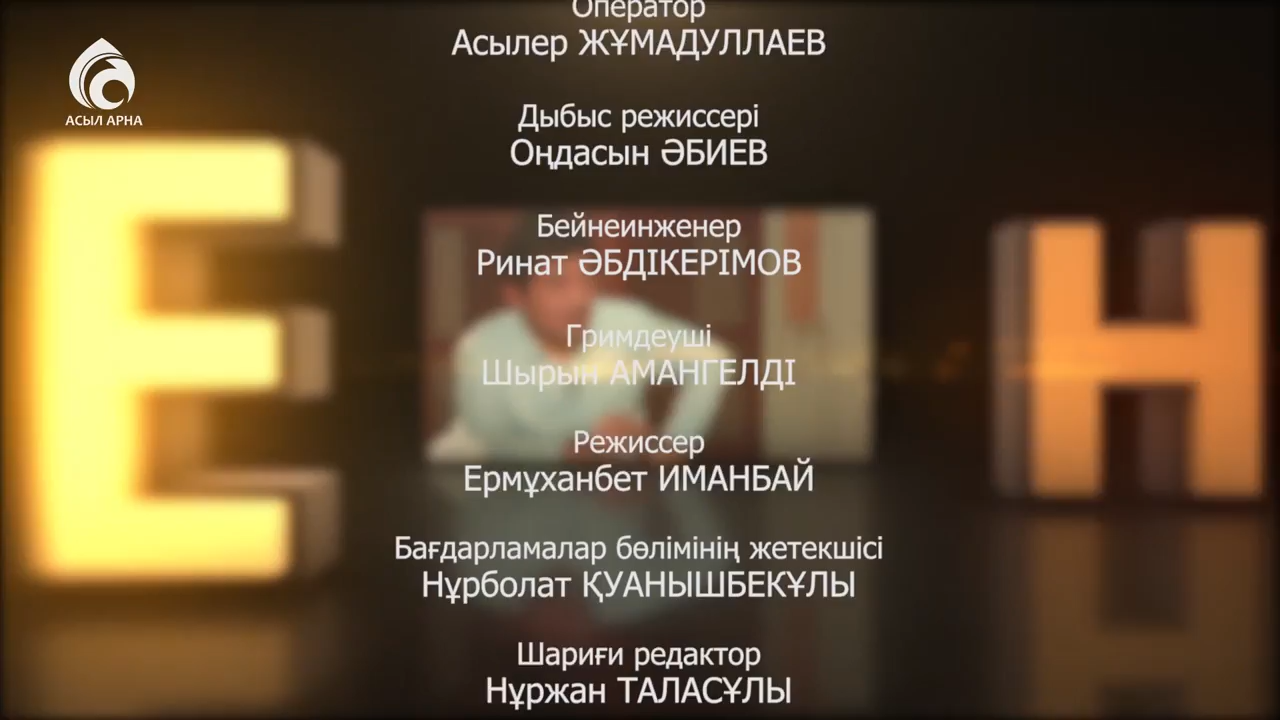 Оператор
Асылер ЖҰМАДУЛЛАЕВ
АСЫЛ АРНА
Дыбыс режиссері
Оңдасын ӘБИЕВ
Бейнеинженер
Ринат ӘБДІКЕРІМОВ
Гримдеуші
Шырын АМАНГЕЛДІ
Режиссер
Ермұханбет ИМАНБАЙ
Бағдарламалар бөлімінің жетекшісі
Нұрболат ҚУАНЫШБЕКҰЛЫ
Шариғи редактор
Нұржан ТАЛАСҰЛЫ
Е Н